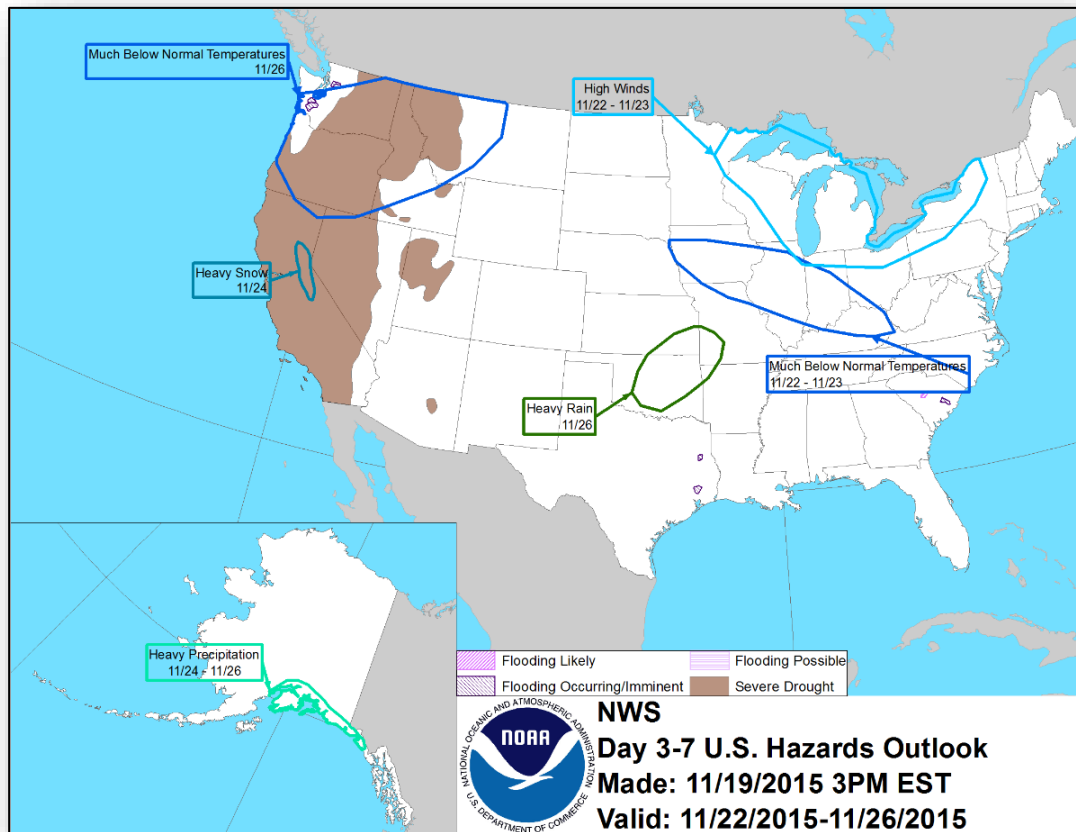 Much Below Normal Temperatures
11/26
High Winds
11/22 - 11/23
Heavy Snow
11/24
Much Below Normal Temperatures
11/22 - 11/23
Heavy Rain
11/26
Heavy Precipitation
11/24 - 11/26
Flooding Likely
Flooding Possible
Flooding Occurring/Imminent
Severe Drought
NATIONAL OCEANIC AND ATMOSPHERIC ADMINISTRATION
NOAA
U.S. DEPARTMENT OF COMMERCE
NWS
Day 3-7 U.S. Hazards Outlook
Made: 11/19/2015 3PM EST
Valid: 11/22/2015-11/26/2015